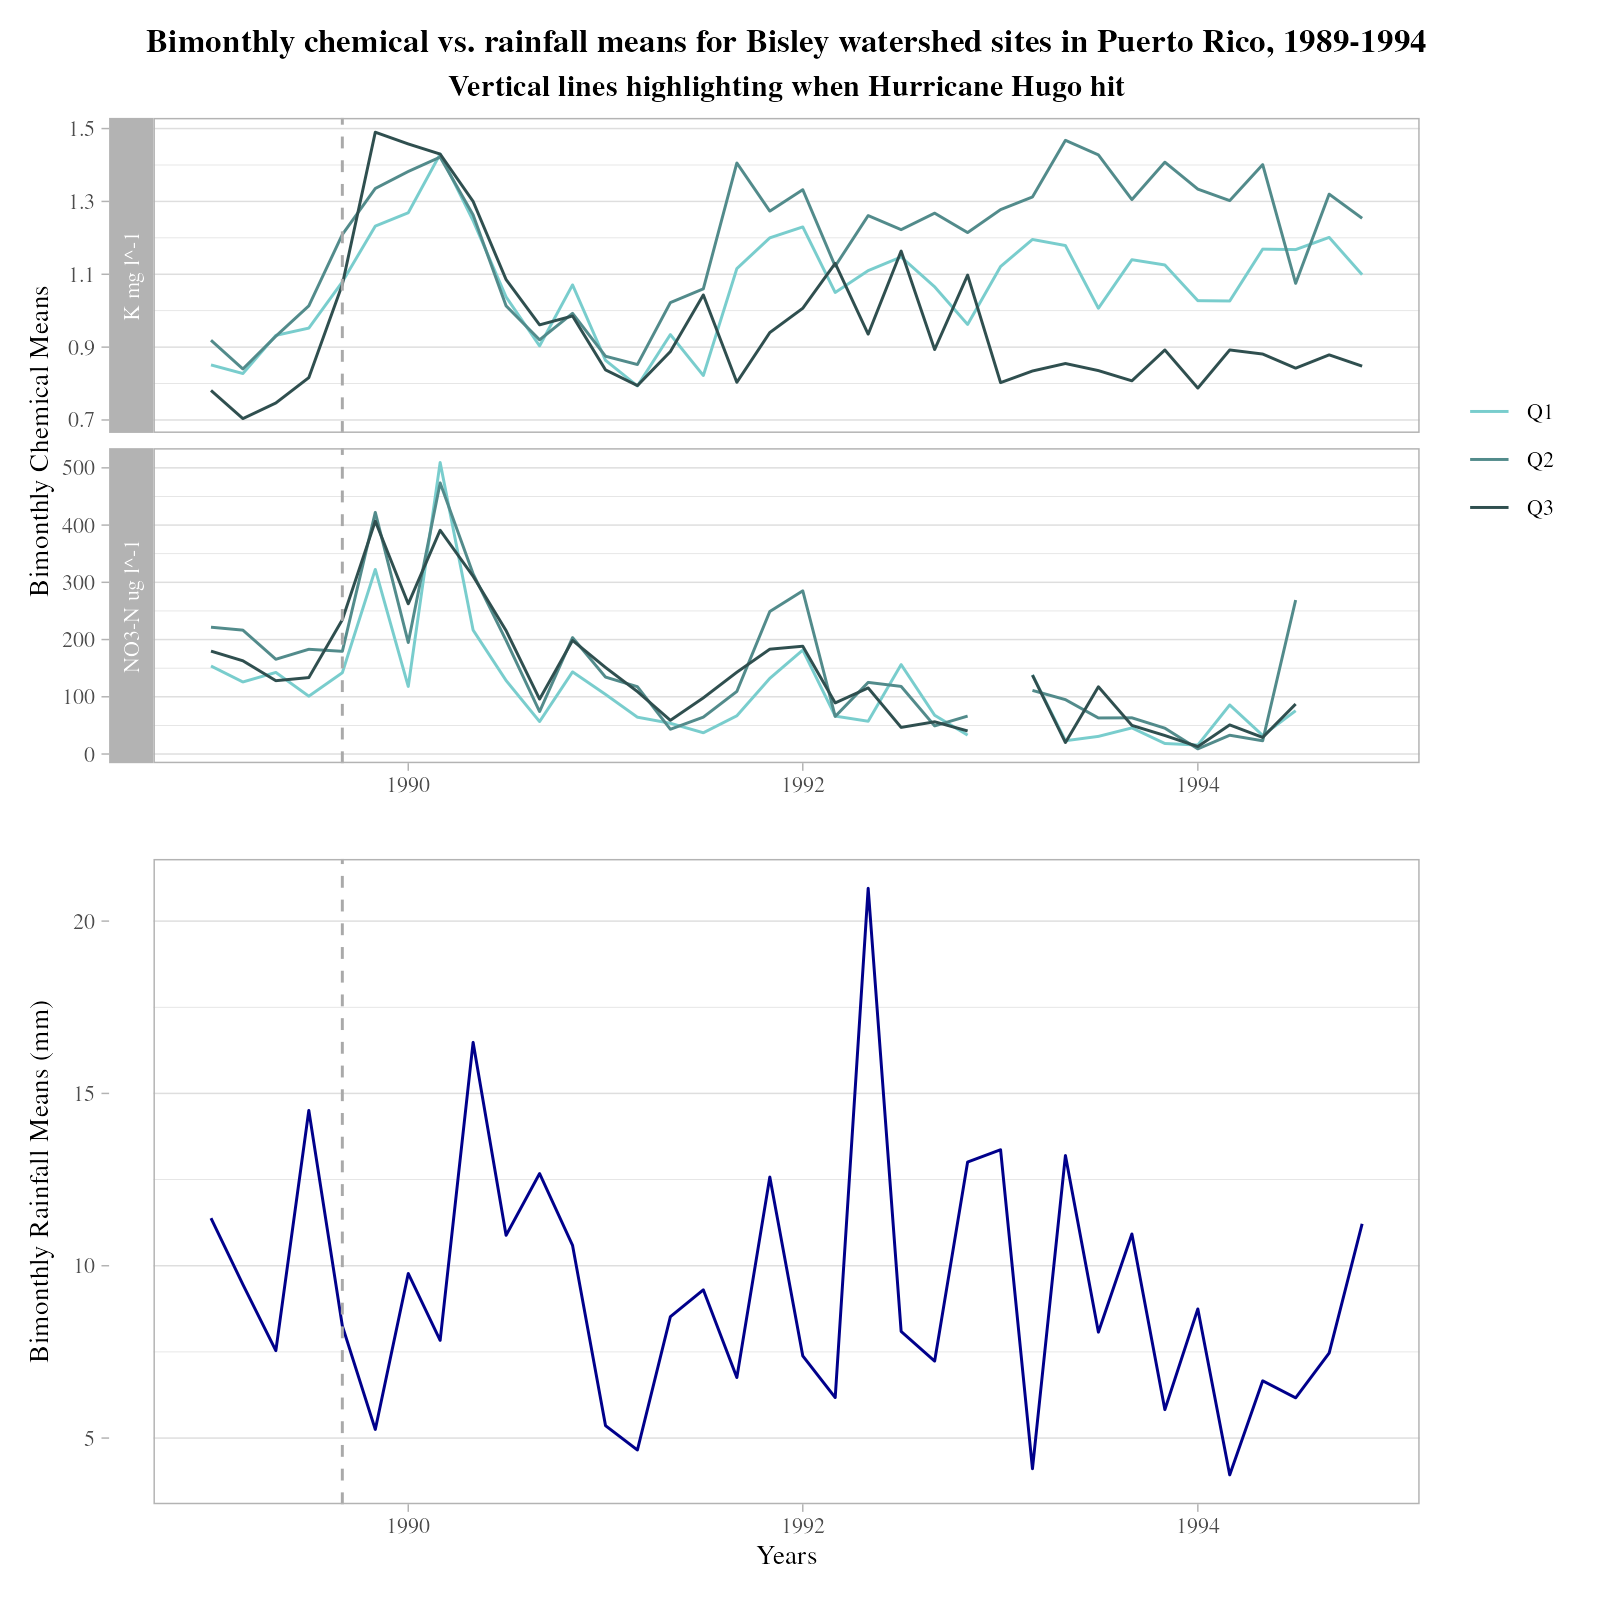 Bimonthly chemical vs. rainfall means for Bisley watershed sites in Puerto Rico, 1989-1994
Vertical lines highlighting when Hurricane Hugo hit
Bimonthly Chemical Means
K mg l^-1
1.5
1.3
1.1
0.9
0.7
NO3-N ug l^-1
500
400
300
200
100
0
1990
1992
1994
Q1
Q2
Q3
Bimonthly Rainfall Means (mm)
20
15
10
5
1990
1992
1994
Years